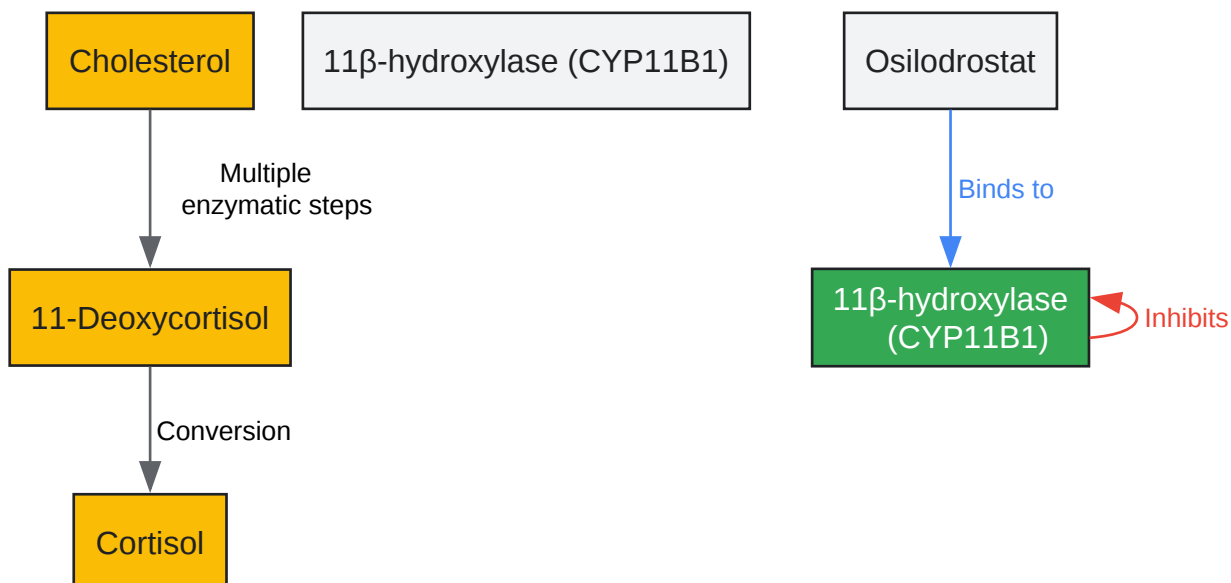 Cholesterol
11β-hydroxylase (CYP11B1)
Osilodrostat
Multiple
enzymatic steps
Binds to
11-Deoxycortisol
11β-hydroxylase
(CYP11B1)
Inhibits
Conversion
Cortisol